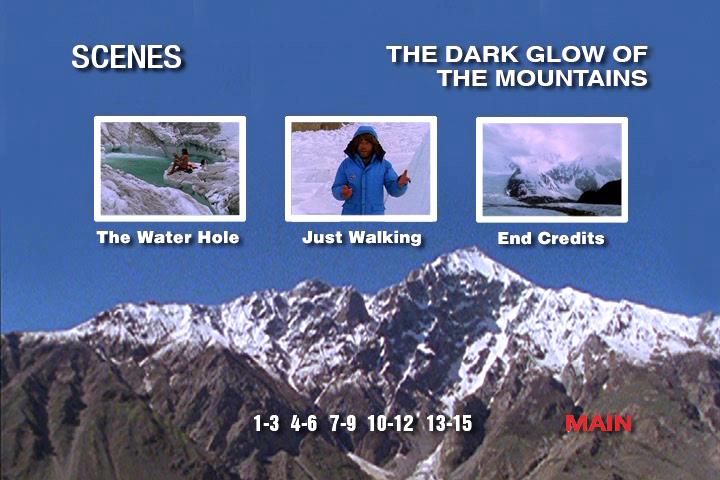 SCENES
THE DARK GLOW OF
THE MOUNTAINS
The Water Hole
Just Walking
End Credits
1-3 4-6 7-9 10-12 13-15
MAIN